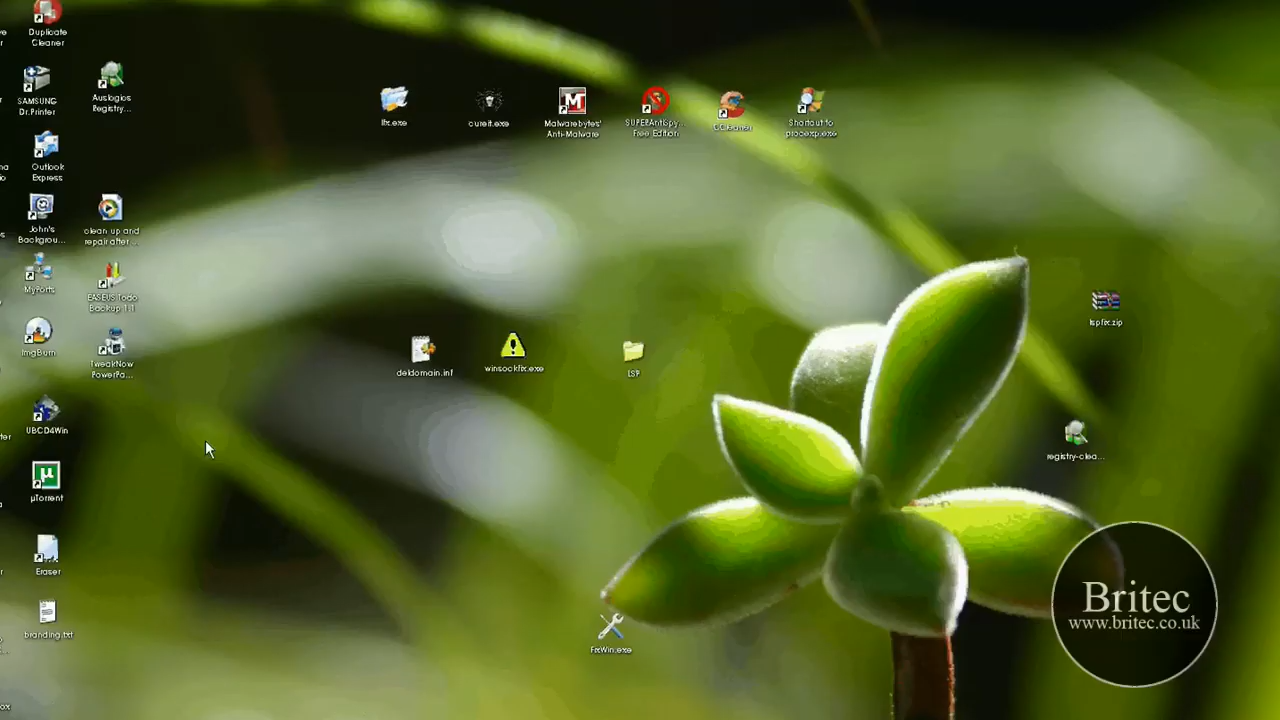 Duplicate
Cleaner
SAMSUNG
Dr.Printer
Auslogics
Registry...
Outlook
Express
John's
Backgrou...
clean up and
repair after ...
MyPorts
EASEUS Todo
Backup 1.1
ImgBurn
TweakNow
PowerPa...
UBCD4Win
µ
µTorrent
Eraser
branding.txt
cureit.exe
M
Malwarebytes'
Anti-Malware
SUPERAntiSpy...
Free Edition
CCleaner
Shortcut to
procexp.exe
deldomain.inf
winsockfix.exe
LSP
lspfix.zip
registry-clea...
FixWin.exe
Britec
www.britec.co.uk